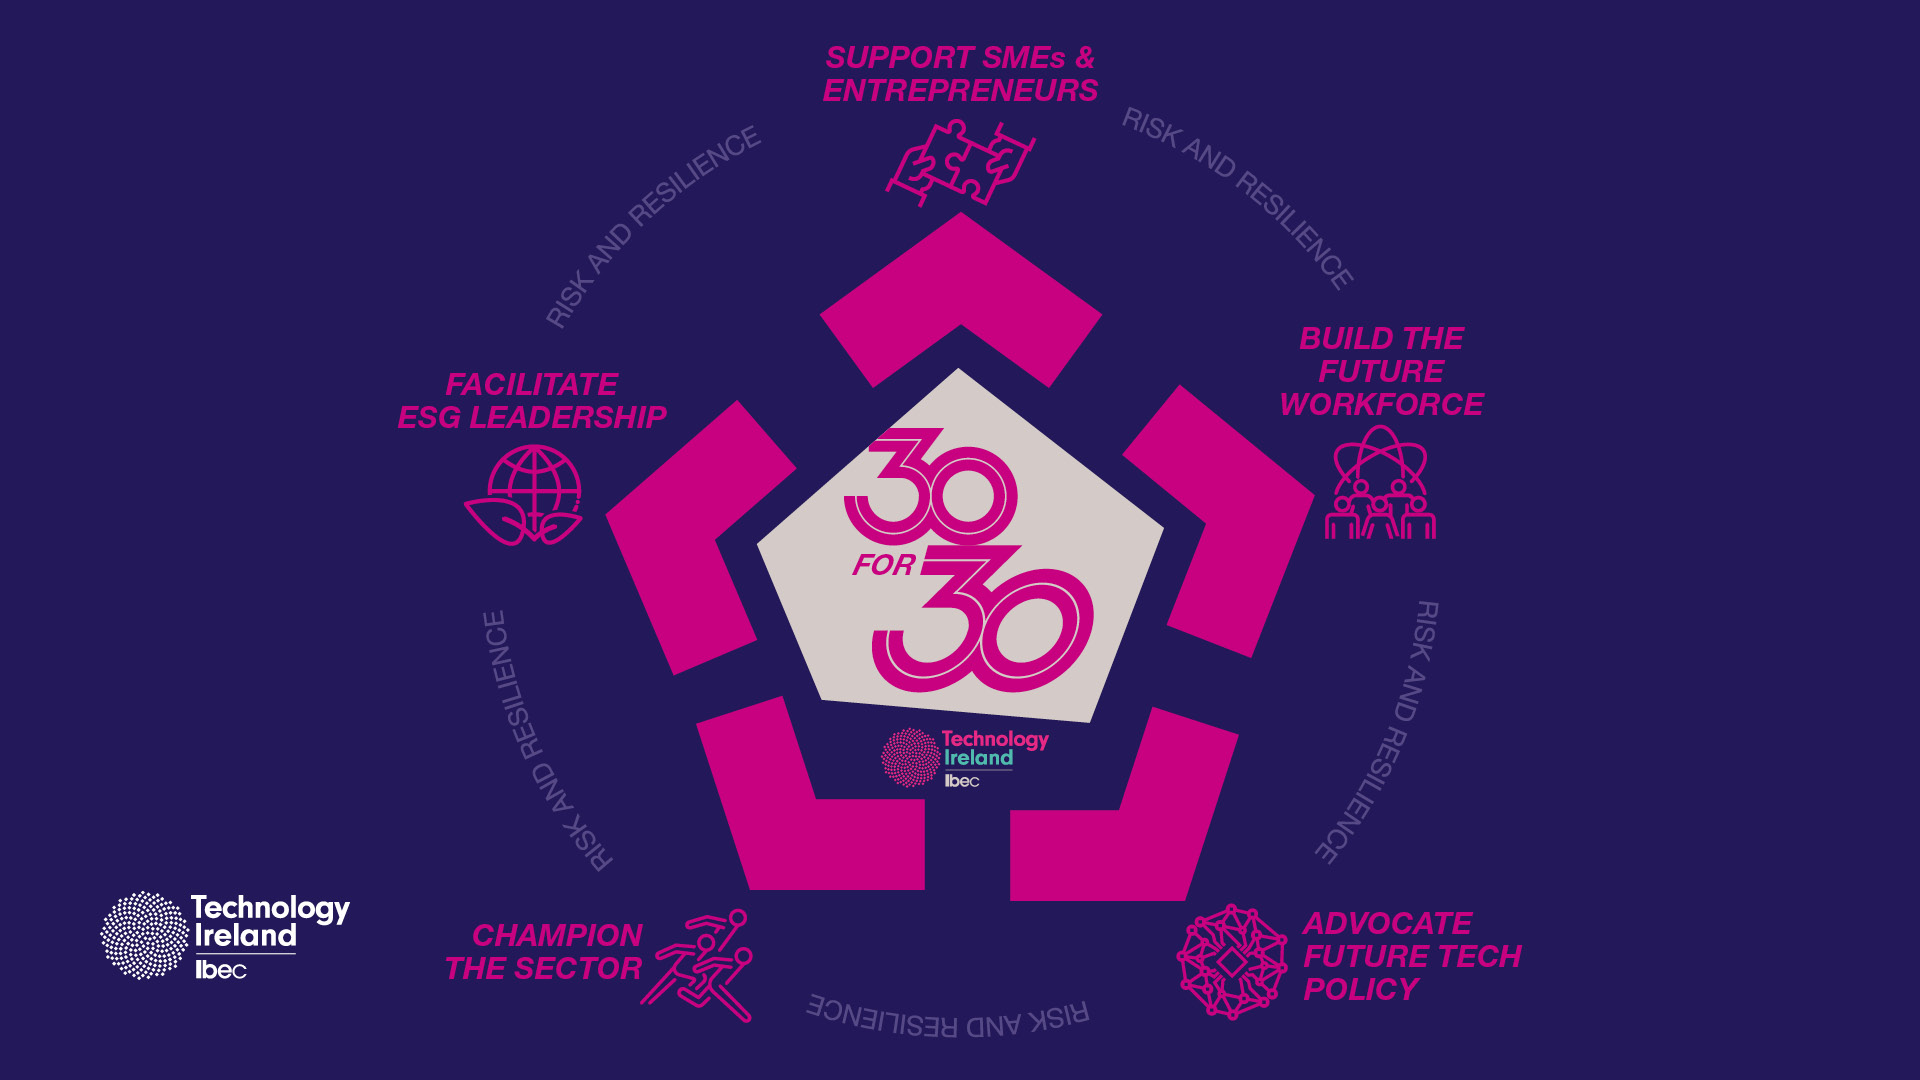 SUPPORT SMEs &
ENTREPRENEURS
RISK AND RESILIENCE
RISK AND RESILIENCE
BUILD THE
FUTURE
WORKFORCE
FACILITATE
ESG LEADERSHIP
30
FOR 30
RISK AND RESILIENCE
RISK AND RESILIENCE
Technology
Ireland
Ibec
Technology
Ireland
Ibec
CHAMPION
THE SECTOR
ADVOCATE
FUTURE TECH
POLICY
RISK AND RESILIENCE